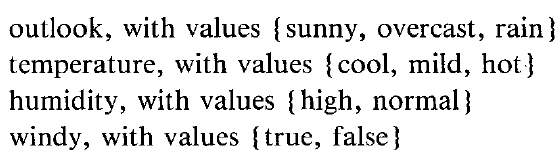 outlook, with values {sunny, overcast, rain}
temperature, with values {cool, mild, hot}
humidity, with values {high, normal}
windy, with values {true, false}